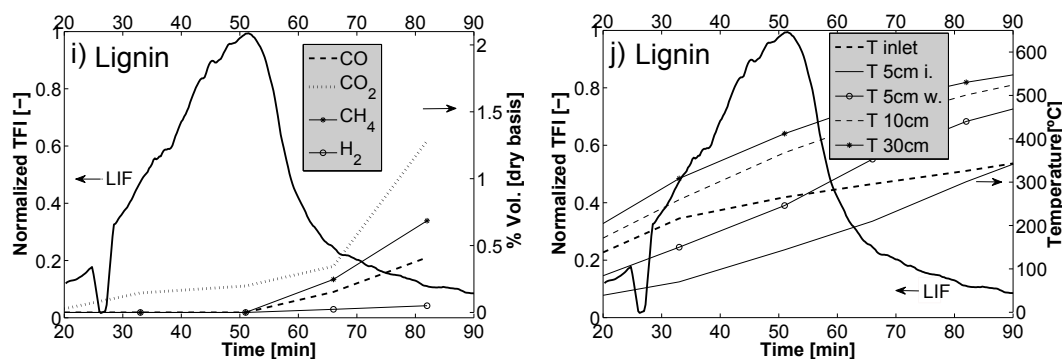 20 30 40 50 60 70 80 90
i) Lignin
CO
CO2
CH4
H2
LIF
1
0.8
0.6
0.4
0.2
0
Normalized TFI [–]
2
1.5
1
0.5
0
% Vol. [dry basis]
20 30 40 50 60 70 80 90
Time [min]
20 30 40 50 60 70 80 90
j) Lignin
T inlet
T 5cm i.
T 5cm w.
T 10cm
T 30cm
LIF
1
0.8
0.6
0.4
0.2
0
Normalized TFI [–]
600
500
400
300
200
100
0
Temperature[ºC]
20 30 40 50 60 70 80 90
Time [min]